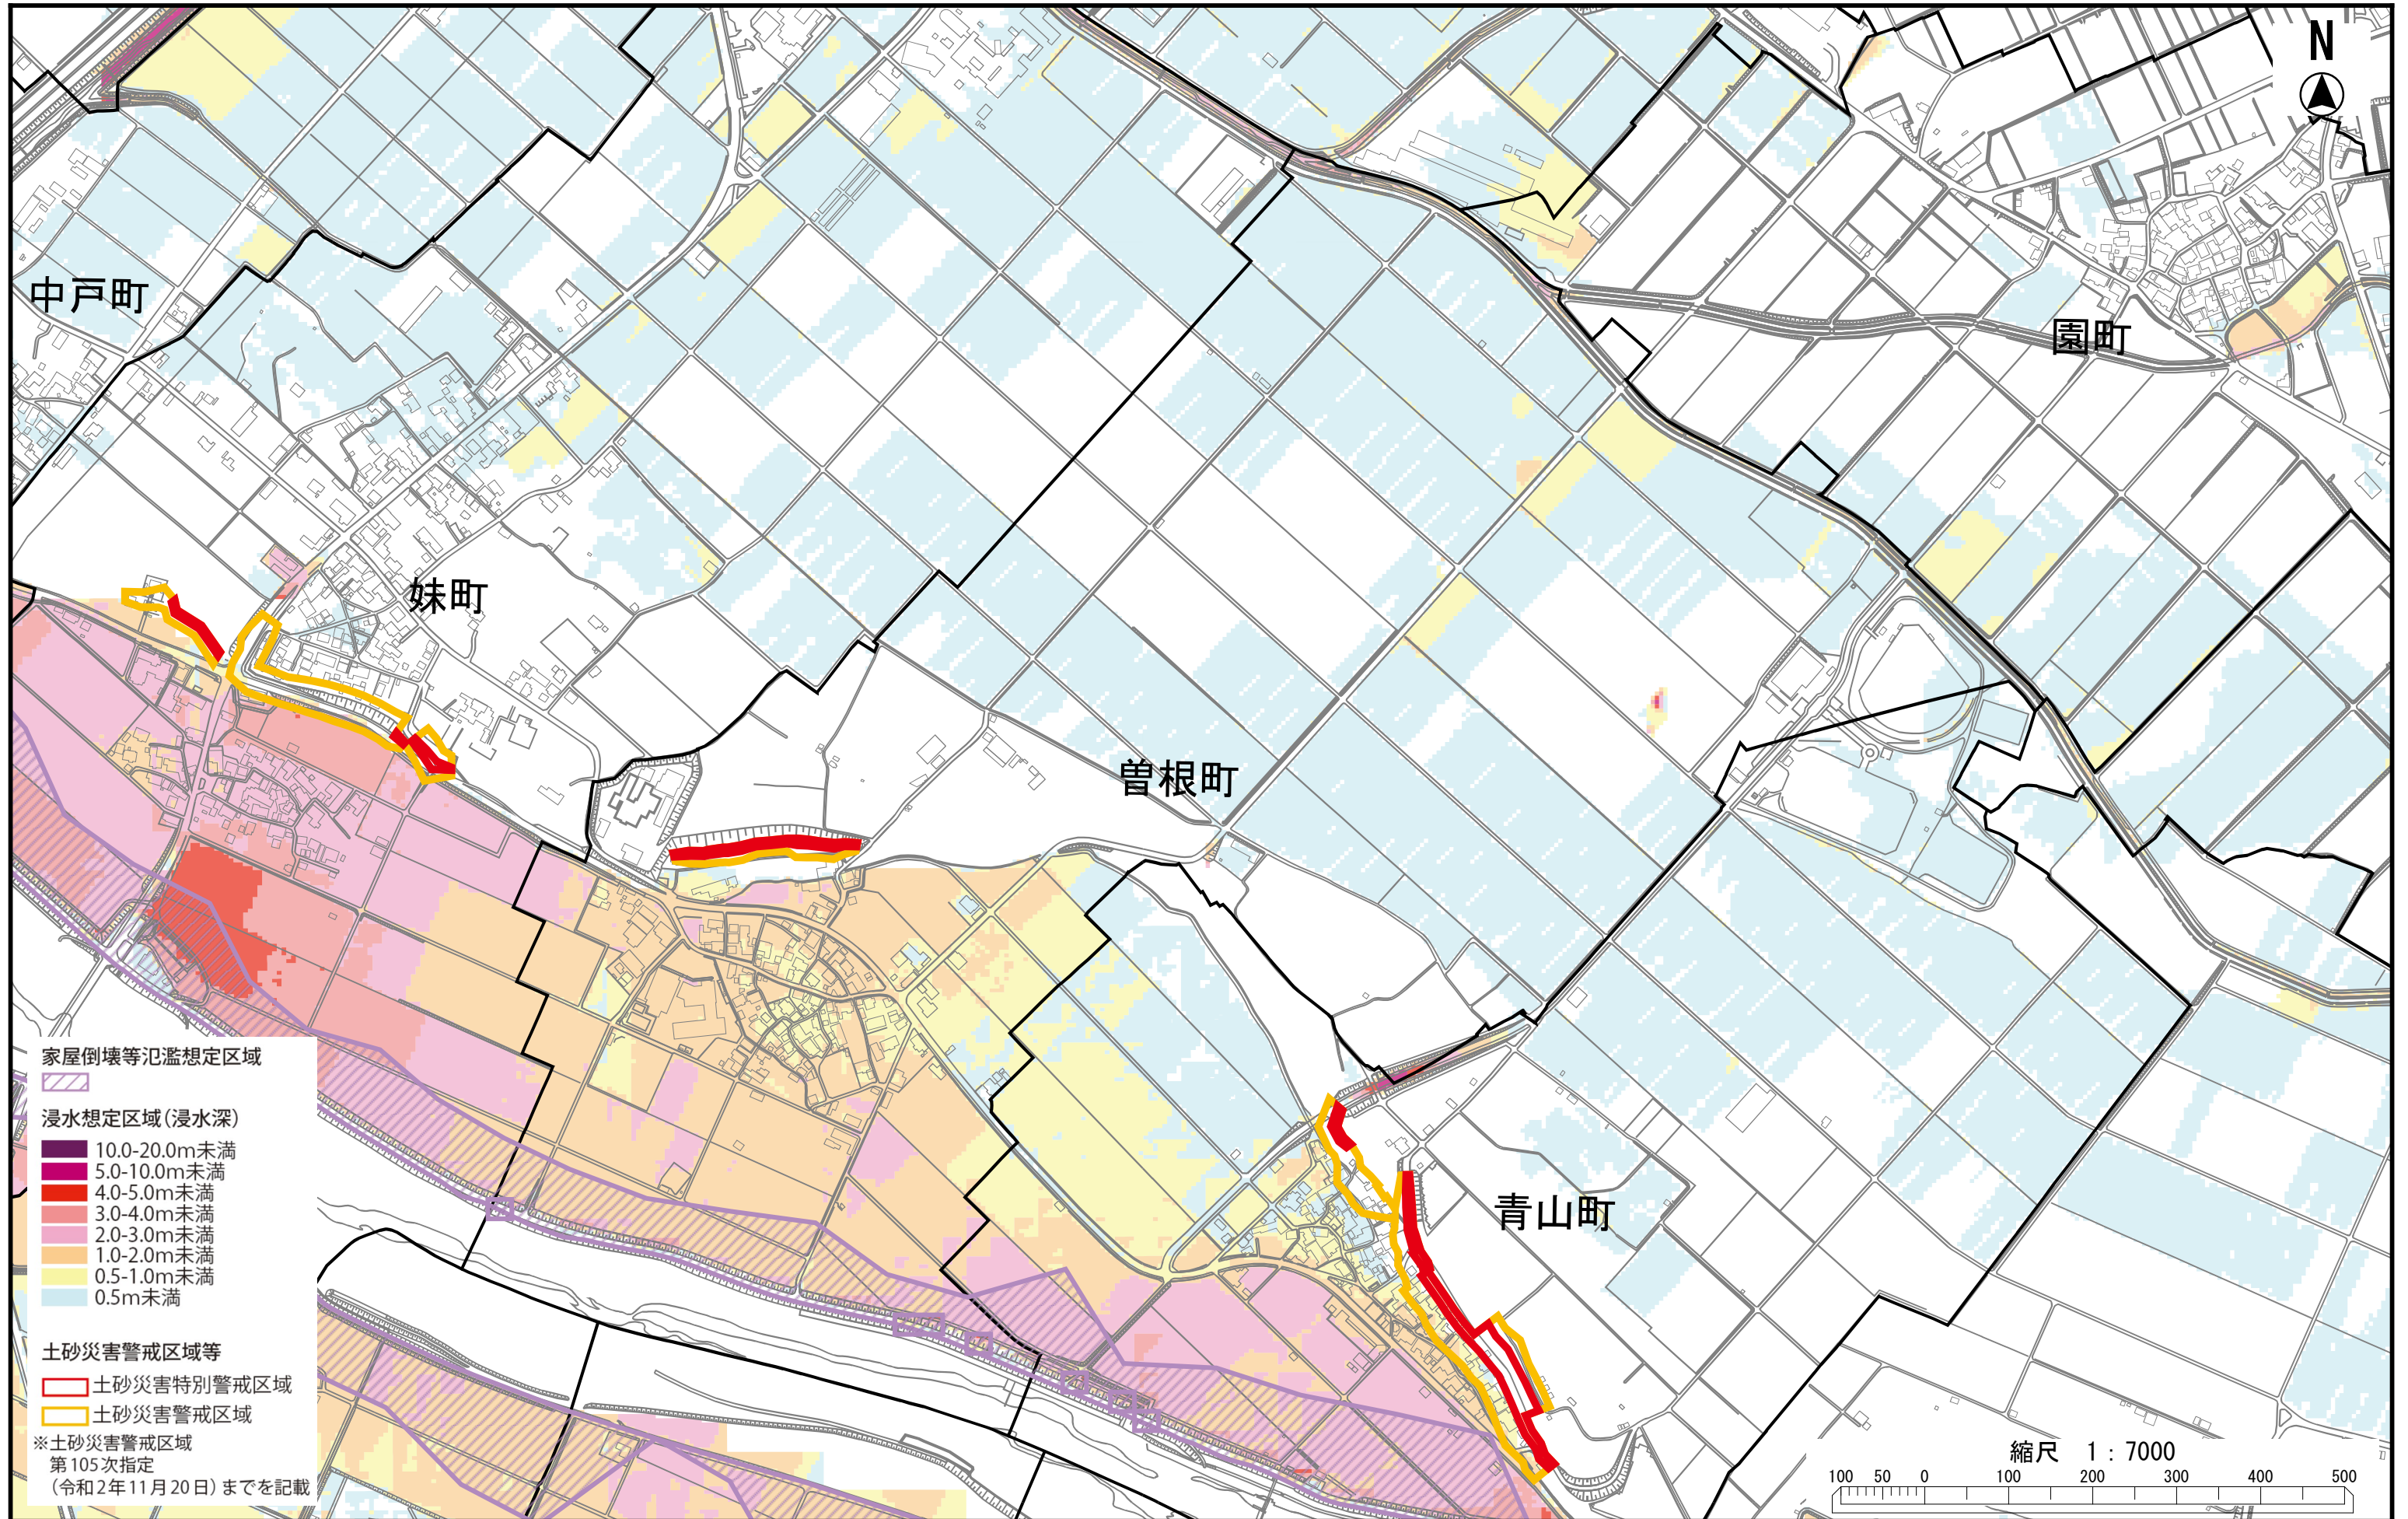 N
中戸町
園町
妹町
曽根町
青山町
家屋倒壊等氾濫想定区域
浸水想定区域(浸水深)
10.0-20.0m未満
5.0-10.0m未満
4.0-5.0m未満
3.0-4.0m未満
2.0-3.0m未満
1.0-2.0m未満
0.5-1.0m未満
0.5m未満
土砂災害警戒区域等
土砂災害特別警戒区域
土砂災害警戒区域
※土砂災害警戒区域
第105次指定
(令和2年11月20日)までを記載
縮尺 1:7000
100 50 0 100 200 300 400 500